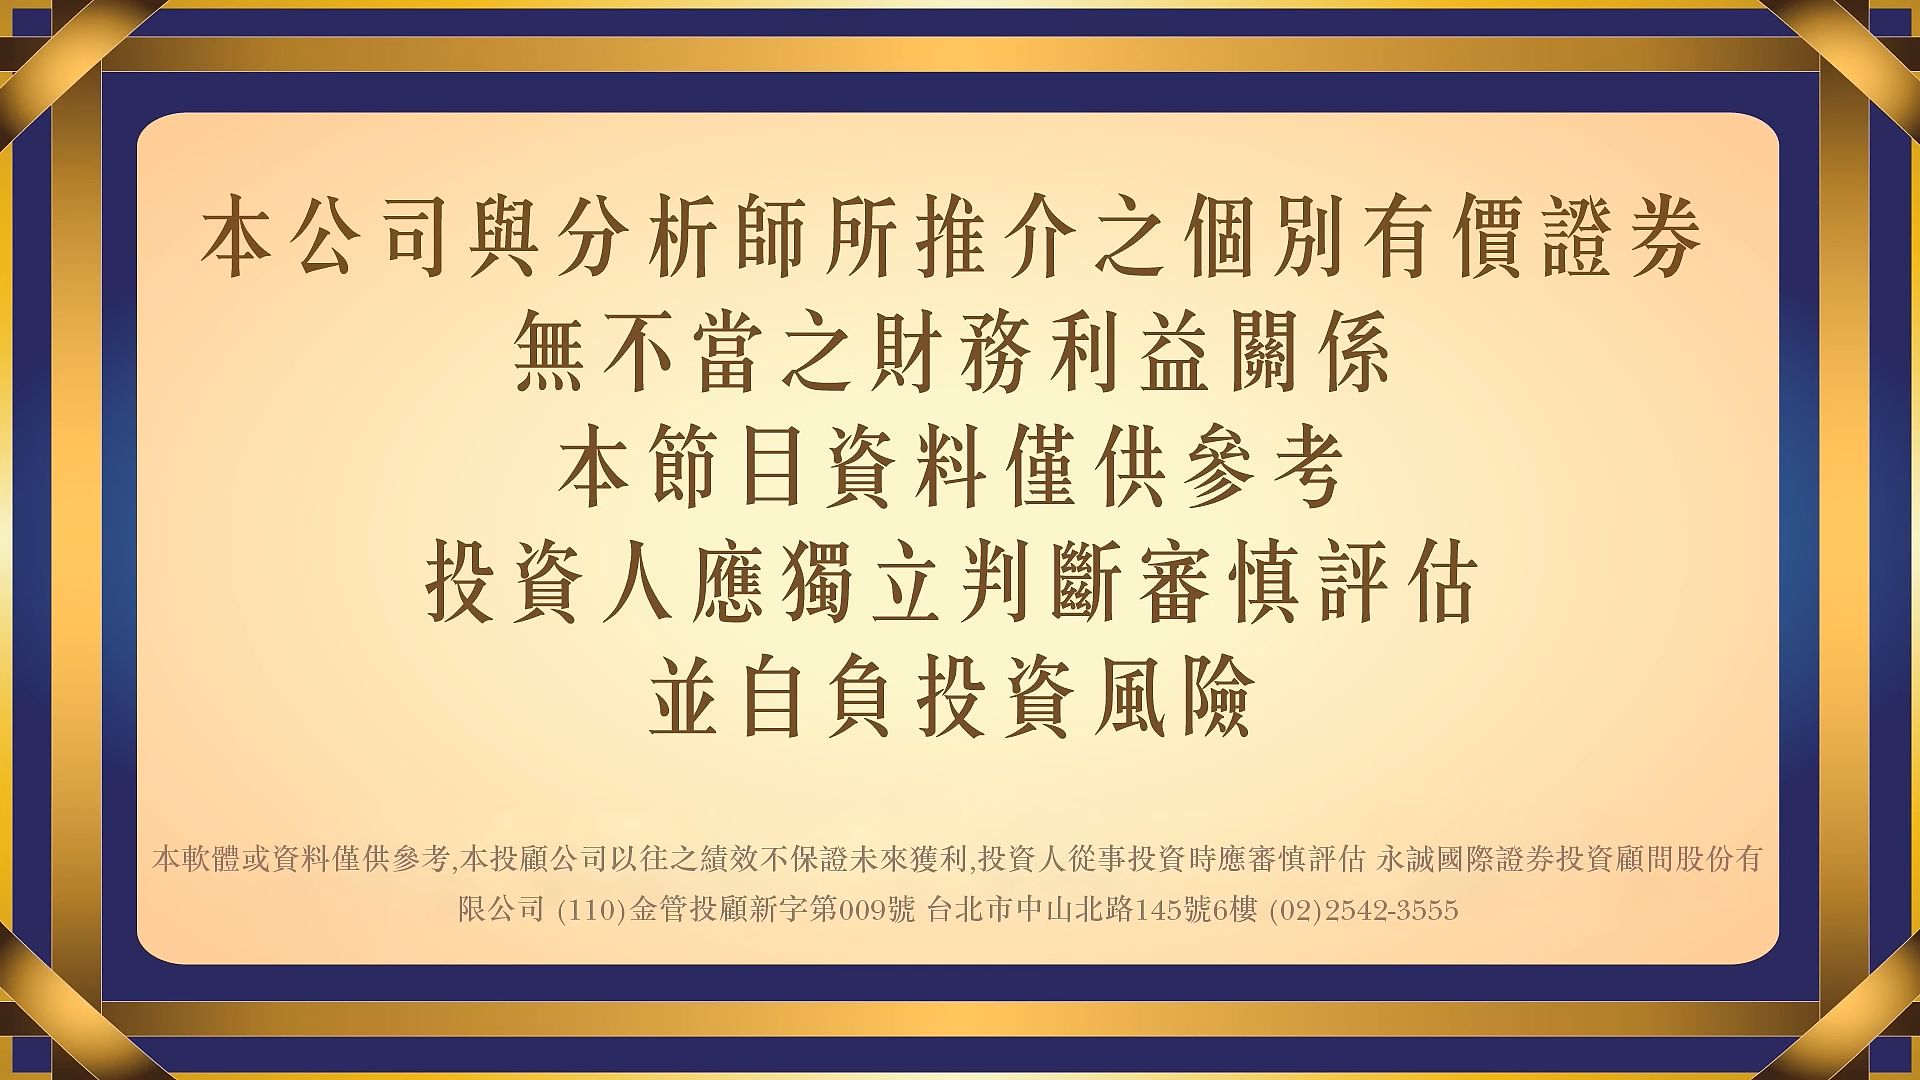 本公司與分析師所推介之個別有價證券
無不當之財務利益關係
本節目資料僅供參考
投資人應獨立判斷審慎評估
並自負投資風險
本軟體或資料僅供參考,本投顧公司以往之績效不保證未來獲利,投資人從事投資時應審慎評估 永誠國際證券投資顧問股份有
限公司 (110)金管投顧新字第009號 台北市中山北路145號6樓 (02)2542-3555